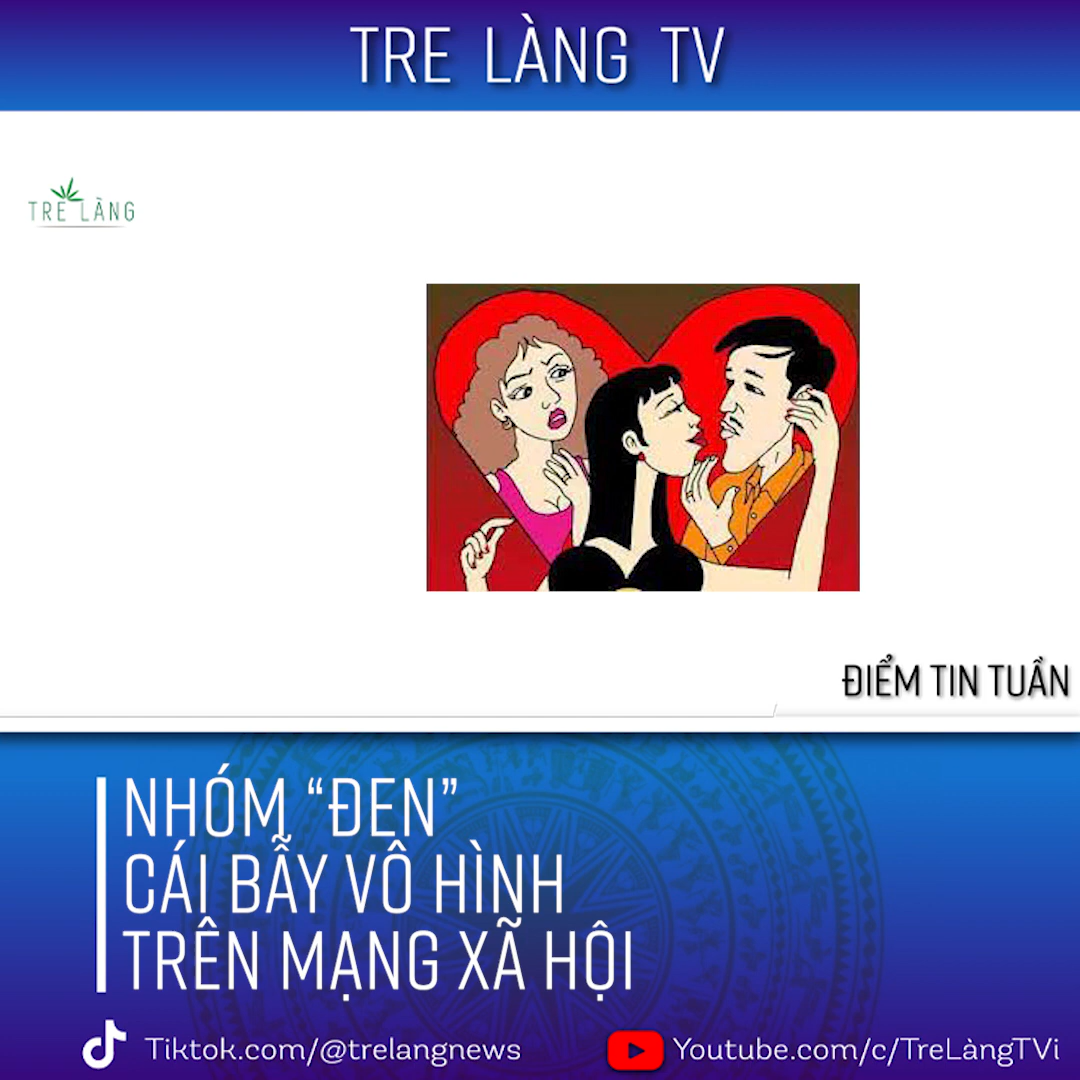 TRE LÀNG TV
TRE LÀNG
ĐIỂM TIN TUẦN
NHÓM “ĐEN”
CÁI BẪY VÔ HÌNH
TRÊN MẠNG XÃ HỘI
Tiktok.com/@trelangnews
Youtube.com/c/TreLàngTVi